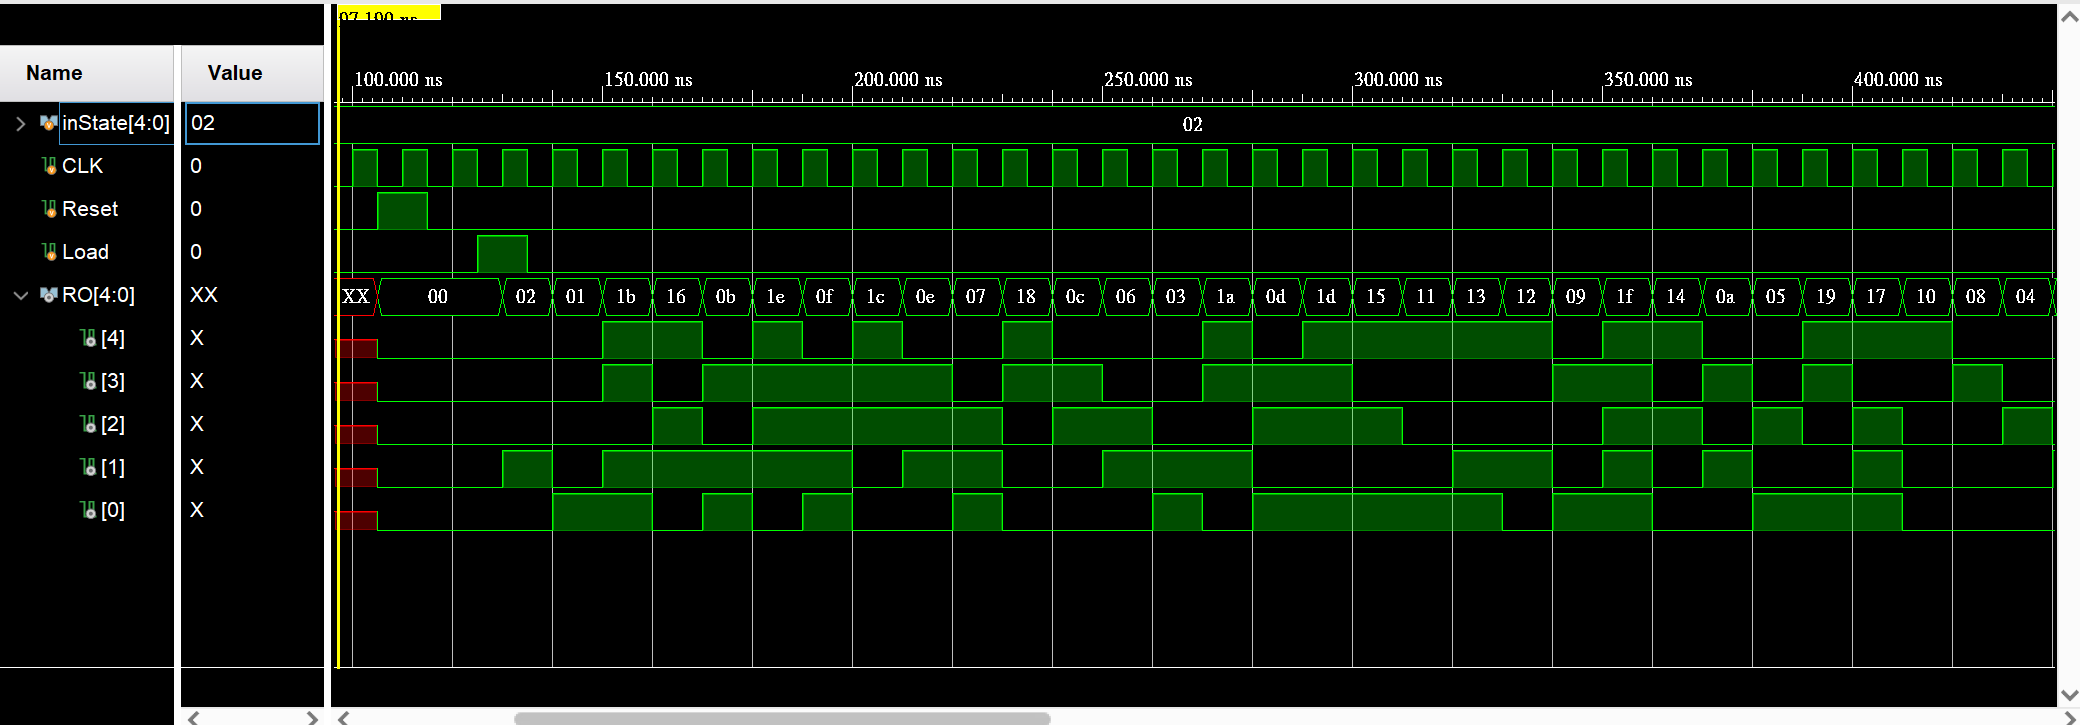 97.190 ns
Name Value
100.000 ns 150.000 ns 200.000 ns 250.000 ns 300.000 ns 350.000 ns 400.000 ns
inState[4:0] 02 02
CLK 0
Reset 0
Load 0
RO[4:0] XX XX 00 02 01 1b 16 0b 1e 0f 1c 0e 07 18 0c 06 03 1a 0d 1d 15 11 13 12 09 1f 14 0a 05 19 17 10 08 04
[4] X
[3] X
[2] X
[1] X
[0] X